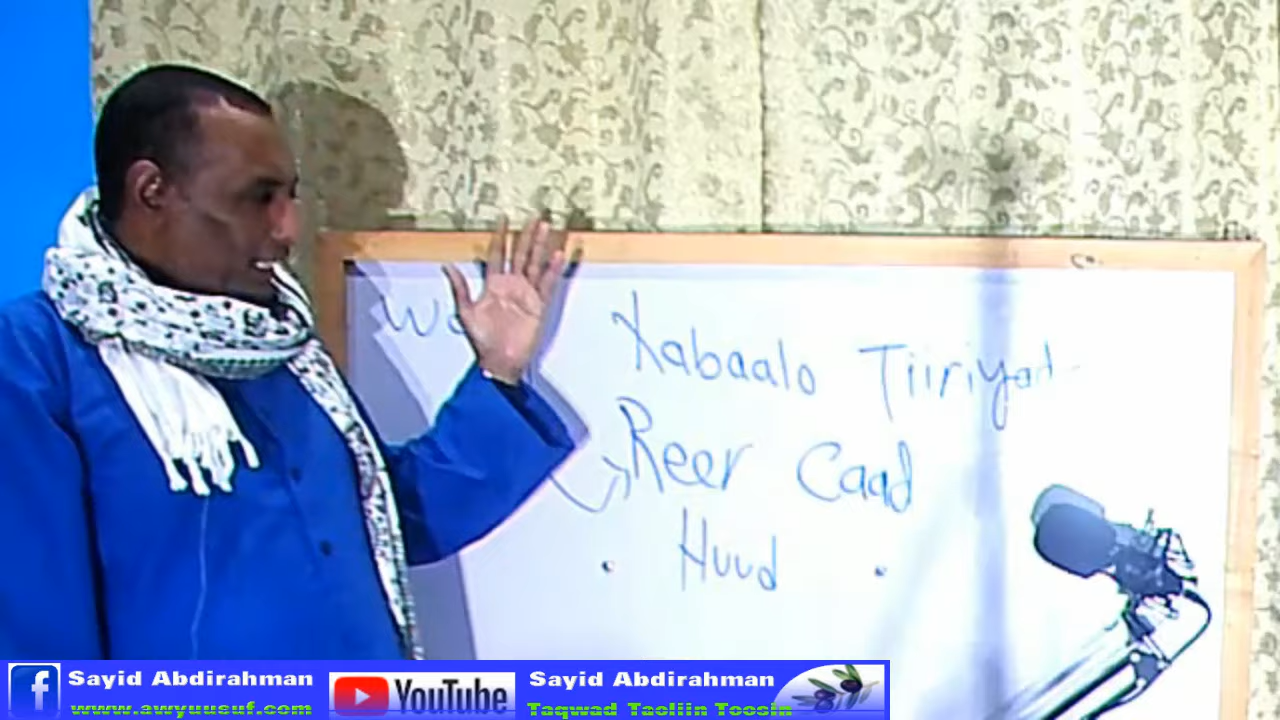 Xabaalo Tiiriyad
Reer Caad
Huud
Sayid Abdirahman
www.awyuusuf.com
YouTube
Sayid Abdirahman
Taqwad Taoliin Toosin